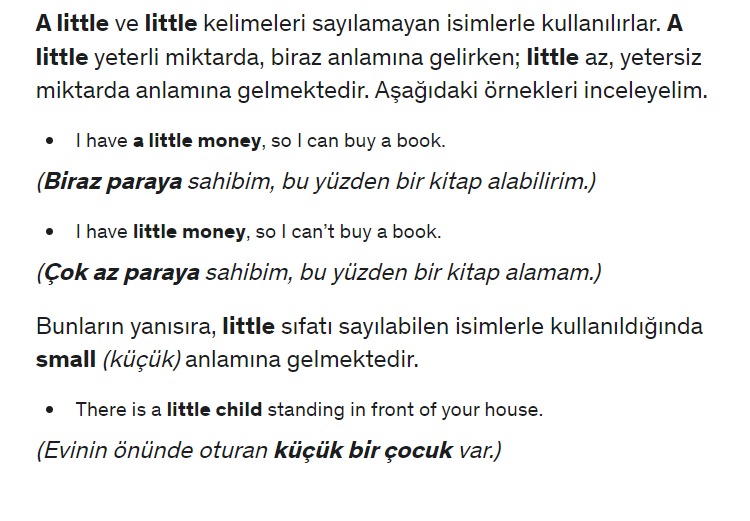 A little ve little kelimeleri sayılamayan isimlerle kullanılırlar. A
little yeterli miktarda, biraz anlamına gelirken; little az, yetersiz
miktarda anlamına gelmektedir. Aşağıdaki örnekleri inceleyelim.
• I have a little money, so I can buy a book.
(Biraz paraya sahibim, bu yüzden bir kitap alabilirim.)
• I have little money, so I can’t buy a book.
(Çok az paraya sahibim, bu yüzden bir kitap alamam.)
Bunların yanısıra, little sıfatı sayılabilen isimlerle kullanıldığında
small (küçük) anlamına gelmektedir.
• There is a little child standing in front of your house.
(Evinin önünde oturan küçük bir çocuk var.)